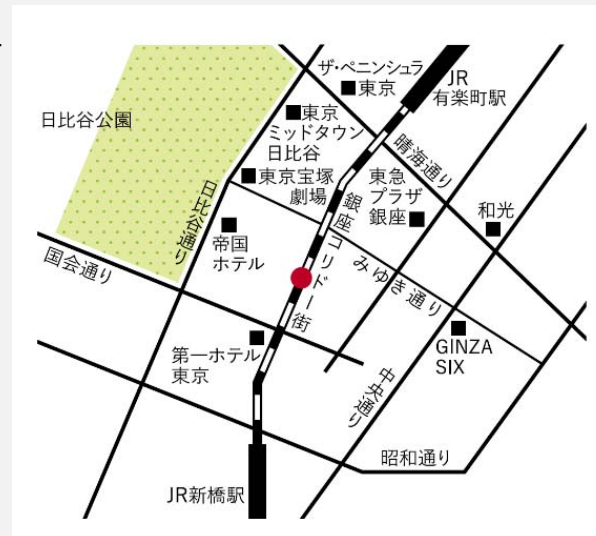 ザ・ペニンシュラ
東京
JR
有楽町駅
東京
ミッドタウン
日比谷
日比谷公園
晴海通り
東京宝塚
劇場
東急
プラザ
銀座
日比谷通り
和光
銀座コリドー街
帝国
ホテル
みゆき通り
国会通り
GINZA
SIX
第一ホテル
東京
中央通り
昭和通り
JR新橋駅